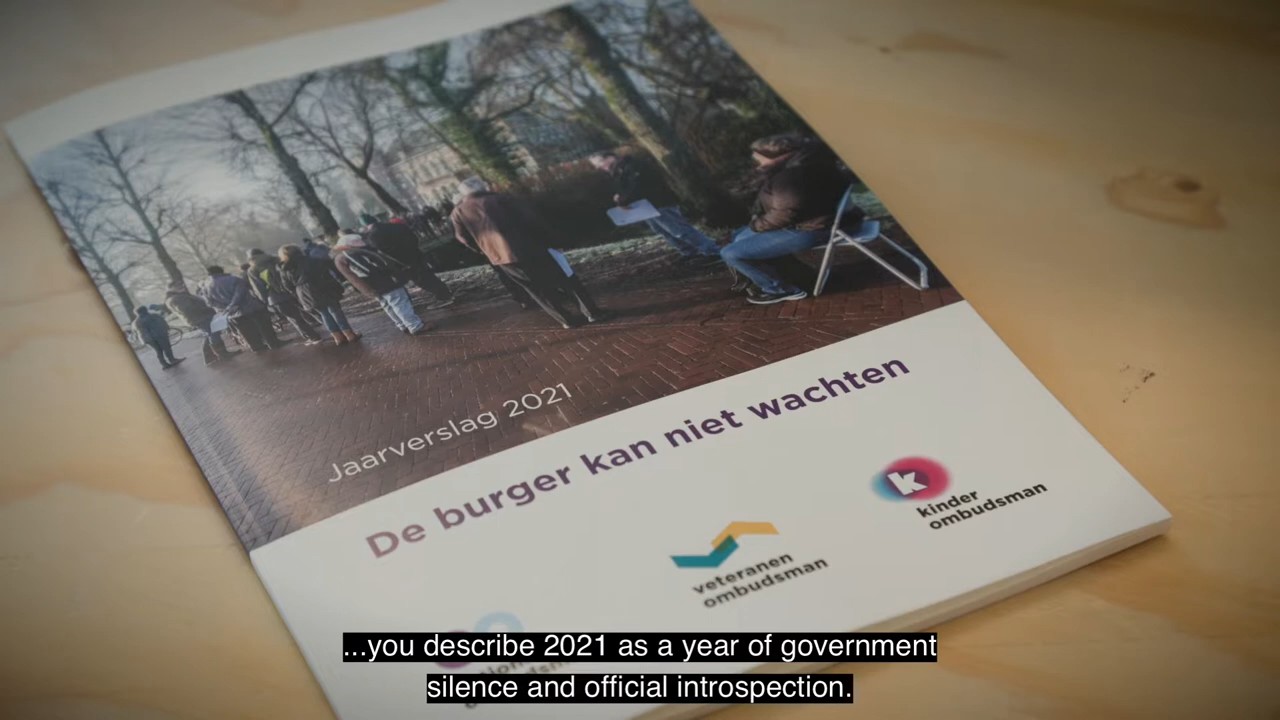 Jaarverslag 2021
De burger kan niet wachten
kinder
ombudsman
veteranen
ombudsman
...you describe 2021 as a year of government
silence and official introspection.